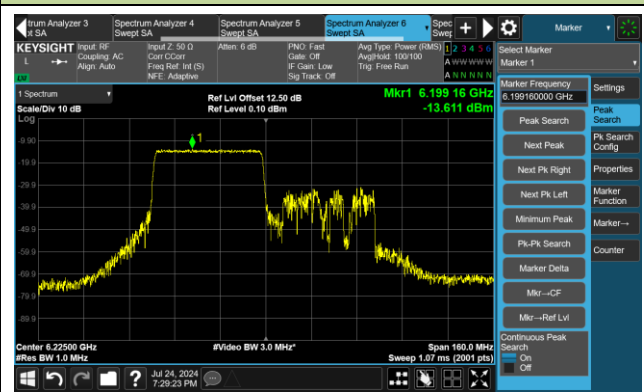 trum Analyzer 3
pt SA
Spectrum Analyzer 4
Swept SA
Spectrum Analyzer 5
Swept SA
Spectrum Analyzer 6
Swept SA
Spec
Swep
Marker
KEYSIGHT
L
Input: RF
Coupling: AC
Align: Auto
Input Z: 50 Ω
Corr CCorr
Freq Ref: Int (S)
NFE: Adaptive
Atten: 6 dB
PNO: Fast
Gate: Off
IF Gain: Low
Sig Track: Off
Avg Type: Power (RMS)
Avg|Hold: 100/100
Trig: Free Run
1 2 3 4 5 6
A W W W W W
A N N N N N
Select Marker
Marker 1
1 Spectrum
Scale/Div 10 dB
Log
Ref Lvl Offset 12.50 dB
Ref Level 0.10 dBm
Mkr1 6.199 16 GHz
-13.611 dBm
1
-9.90
-19.9
-29.9
-39.9
-49.9
-59.9
-69.9
-79.9
-89.9
Center 6.22500 GHz
#Res BW 1.0 MHz
#Video BW 3.0 MHz*
Span 160.0 MHz
Sweep 1.07 ms (2001 pts)
Marker Frequency
6.199160000 GHz
Peak Search
Next Peak
Next Pk Right
Next Pk Left
Minimum Peak
Pk-Pk Search
Marker Delta
Mkr→CF
Mkr→Ref Lvl
Continuous Peak
Search
On
Off
Settings
Peak
Search
Pk Search
Config
Properties
Marker
Function
Marker→
Counter
Jul 24, 2024
7:29:23 PM